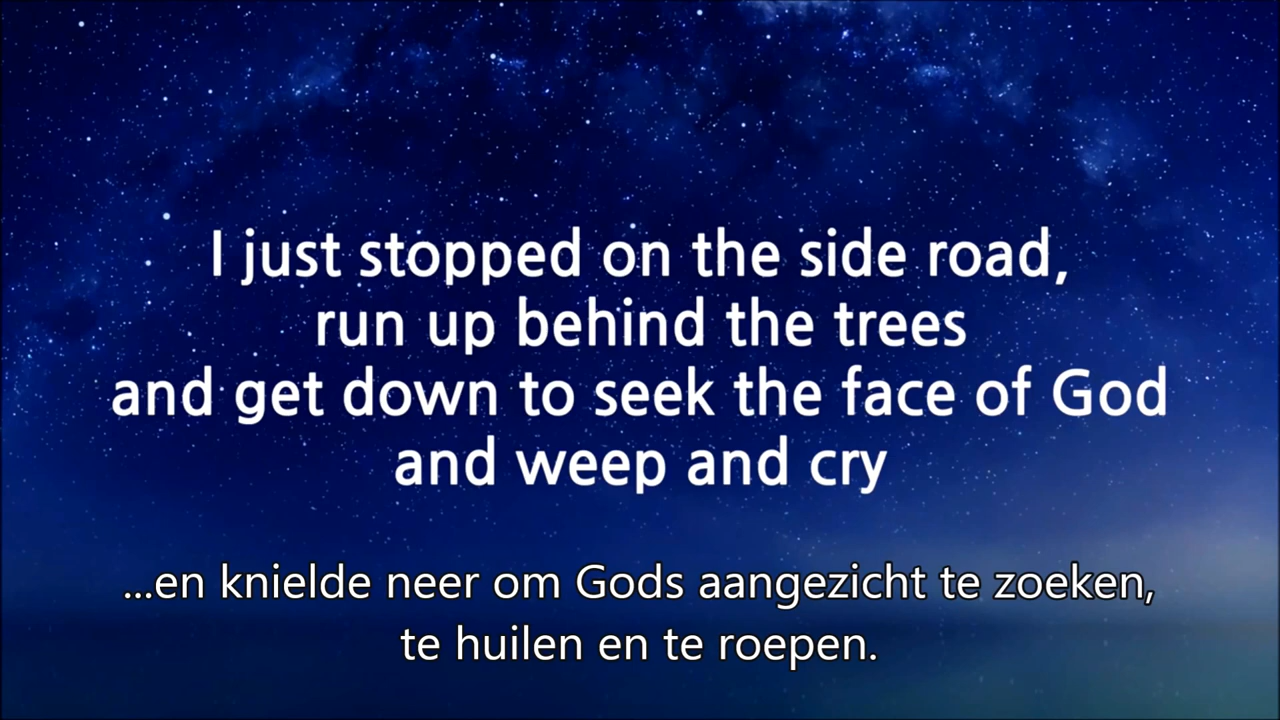 I just stopped on the side road,
run up behind the trees
and get down to seek the face of God
and weep and cry
...en knielde neer om Gods aangezicht te zoeken,
te huilen en te roepen.